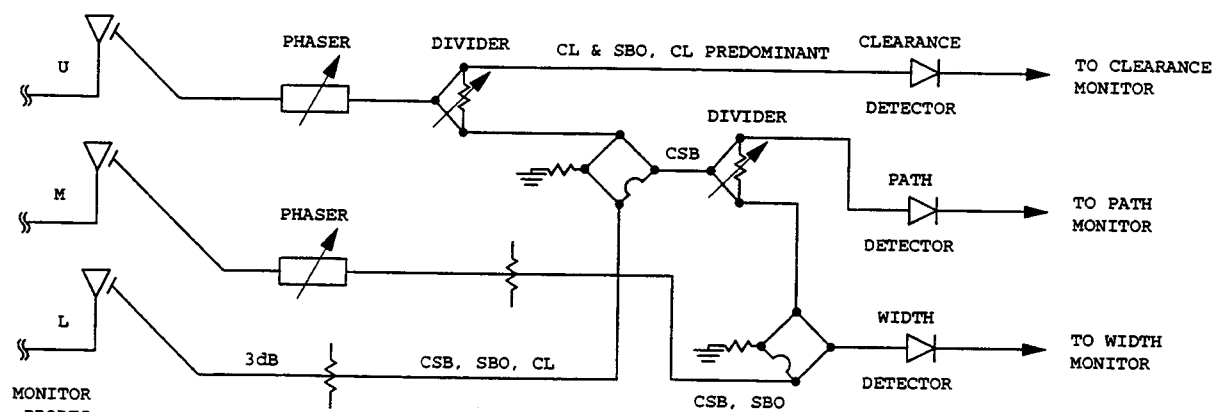 PHASER
DIVIDER
CL & SBO, CL PREDOMINANT
CLEARANCE
DETECTOR
TO CLEARANCE
MONITOR
U
DIVIDER
CSB
PATH
DETECTOR
TO PATH
MONITOR
M
PHASER
WIDTH
DETECTOR
TO WIDTH
MONITOR
L
3dB
CSB, SBO, CL
CSB, SBO
MONITOR